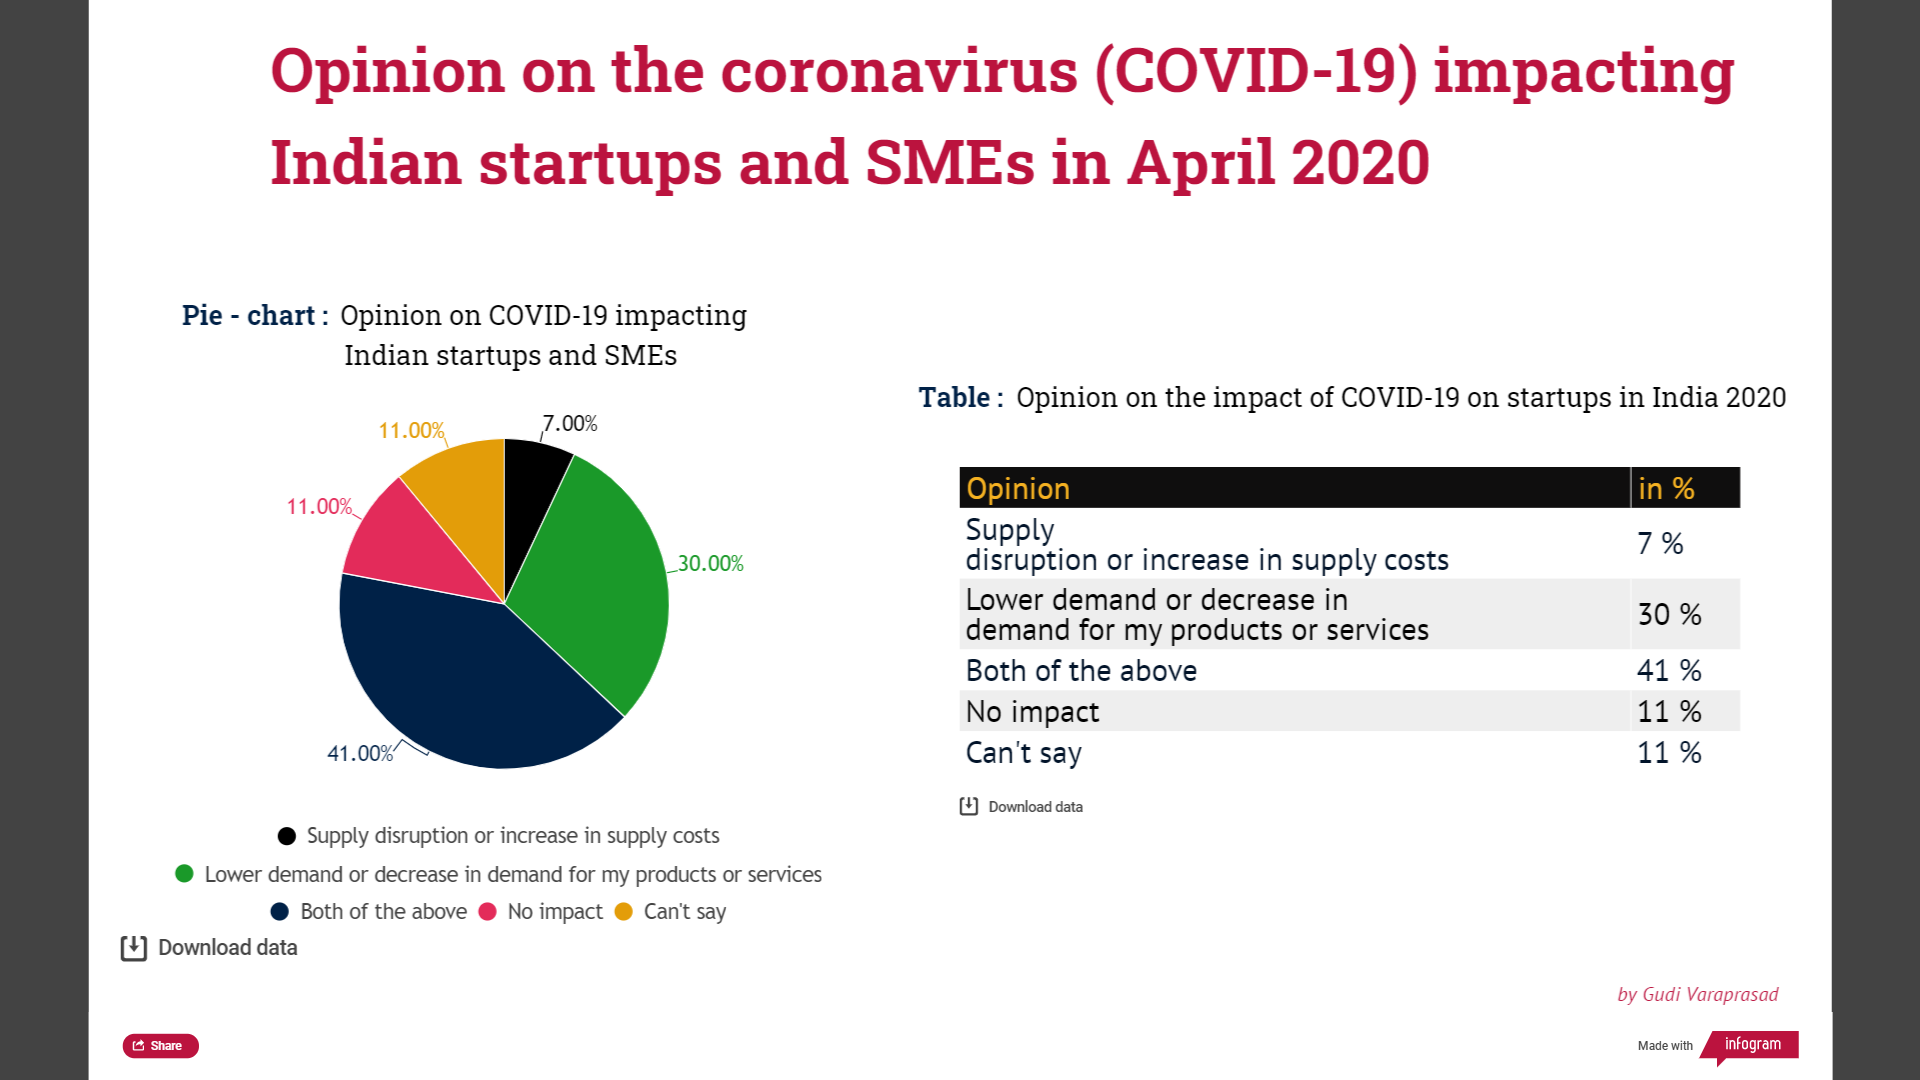 Opinion on the coronavirus (COVID-19) impacting
Indian startups and SMEs in April 2020
Pie - chart : Opinion on COVID-19 impacting
Indian startups and SMEs
11.00%
7.00%
11.00%
30.00%
41.00%
Supply disruption or increase in supply costs
Lower demand or decrease in demand for my products or services
Both of the above No impact Can't say
Download data
Table : Opinion on the impact of COVID-19 on startups in India 2020
Opinion in %
Supply
disruption or increase in supply costs 7 %
Lower demand or decrease in
demand for my products or services 30 %
Both of the above 41 %
No impact 11 %
Can't say 11 %
Download data
by Gudi Varaprasad
Share
Made with infogram